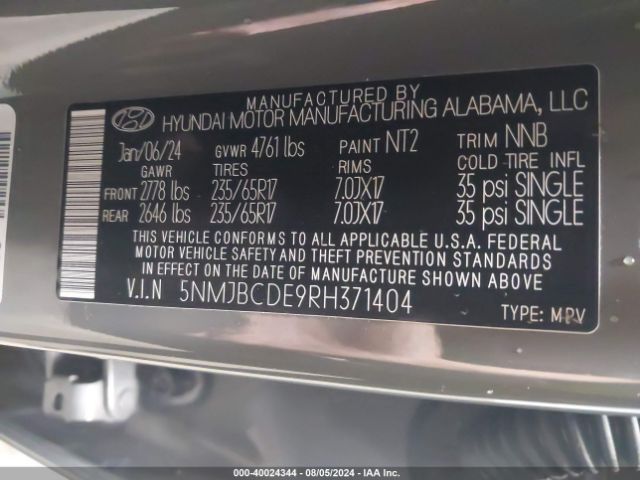 MANUFACTURED BY
HYUNDAI MOTOR MANUFACTURING ALABAMA, LLC
Jan/06/24 GVWR 4761 lbs PAINT NT2 TRIM NNB
GAWR TIRES RIMS COLD TIRE INFL
FRONT 2778 lbs 235/65R17 7.0JX17 35 psi SINGLE
REAR 2646 lbs 235/65R17 7.0JX17 35 psi SINGLE
THIS VEHICLE CONFORMS TO ALL APPLICABLE U.S.A. FEDERAL
MOTOR VEHICLE SAFETY AND THEFT PREVENTION STANDARDS
IN EFFECT ON THE DATE OF MANUFACTURE SHOWN ABOVE.
V.I.N 5NMJBCDE9RH371404
TYPE: MPV
000-40024344 - 08/05/2024 - IAA Inc.